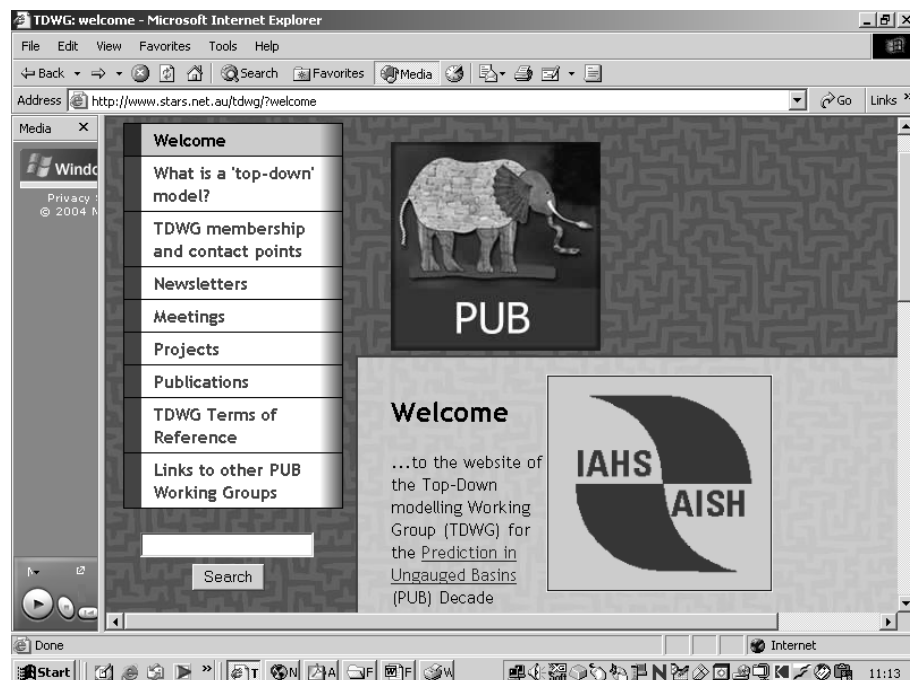 TDWG: welcome - Microsoft Internet Explorer
File Edit View Favorites Tools Help
Back Search Favorites Media
Address http://www.stars.net.au/tdwg/?welcome Go Links
Media X
Privacy
© 2004
Welcome
What is a 'top-down'
model?
TDWG membership
and contact points
Newsletters
Meetings
Projects
Publications
TDWG Terms of
Reference
Links to other PUB
Working Groups
Search
PUB
Welcome
...to the website of
the Top-Down
modelling Working
Group (TDWG) for
the Prediction in
Ungauged Basins
(PUB) Decade
IAHS
AISH
Done Internet
Start 11:13